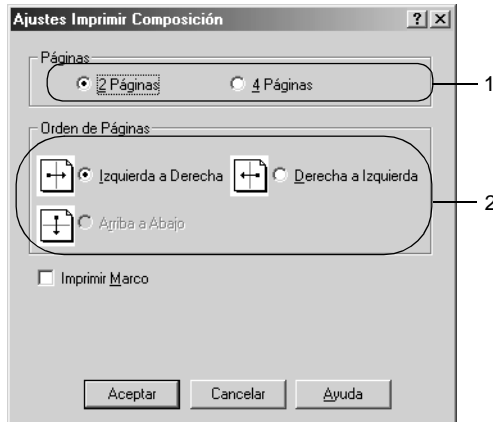 Ajustes Imprimir Composición
Páginas
2 Páginas 4 Páginas 1
Orden de Páginas
Izquierda a Derecha Derecha a Izquierda
2
Arriba a Abajo
Imprimir Marco
Aceptar Cancelar Ayuda